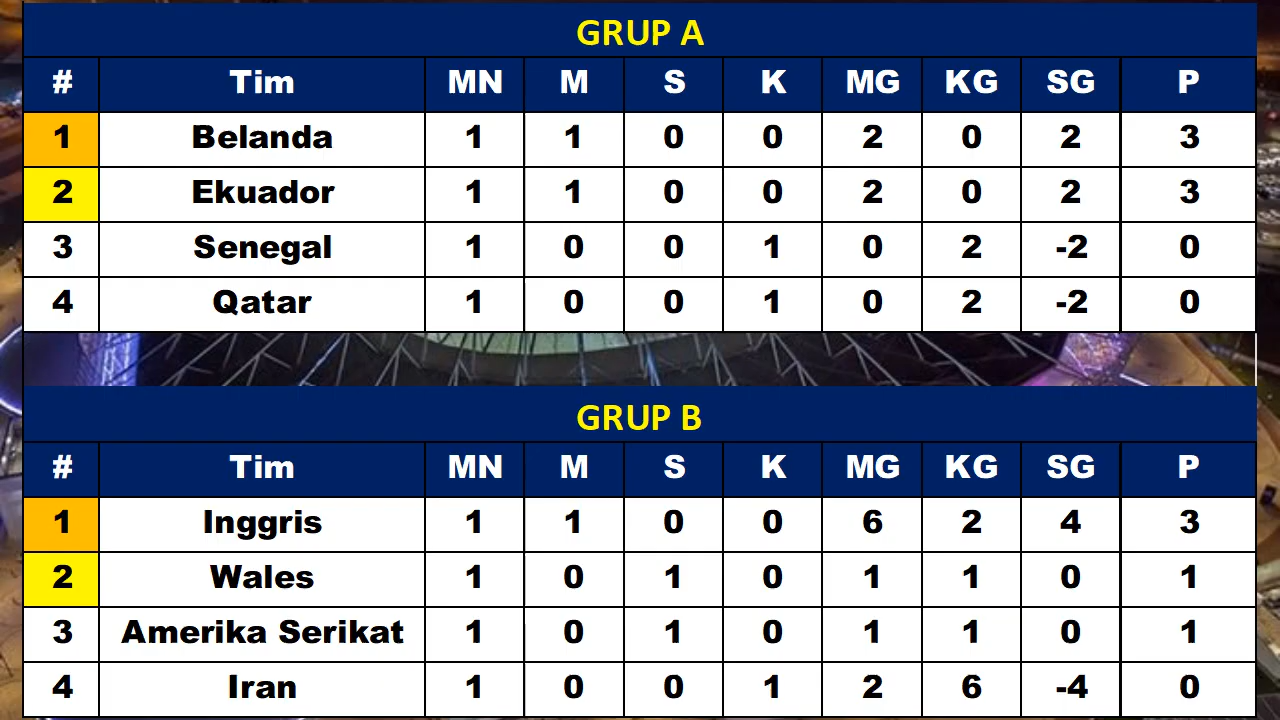 GRUP A
# Tim MN M S K MG KG SG P
1 Belanda 1 1 0 0 2 0 2 3
2 Ekuador 1 1 0 0 2 0 2 3
3 Senegal 1 0 0 1 0 2 -2 0
4 Qatar 1 0 0 1 0 2 -2 0
GRUP B
# Tim MN M S K MG KG SG P
1 Inggris 1 1 0 0 6 2 4 3
2 Wales 1 0 1 0 1 1 0 1
3 Amerika Serikat 1 0 1 0 1 1 0 1
4 Iran 1 0 0 1 2 6 -4 0